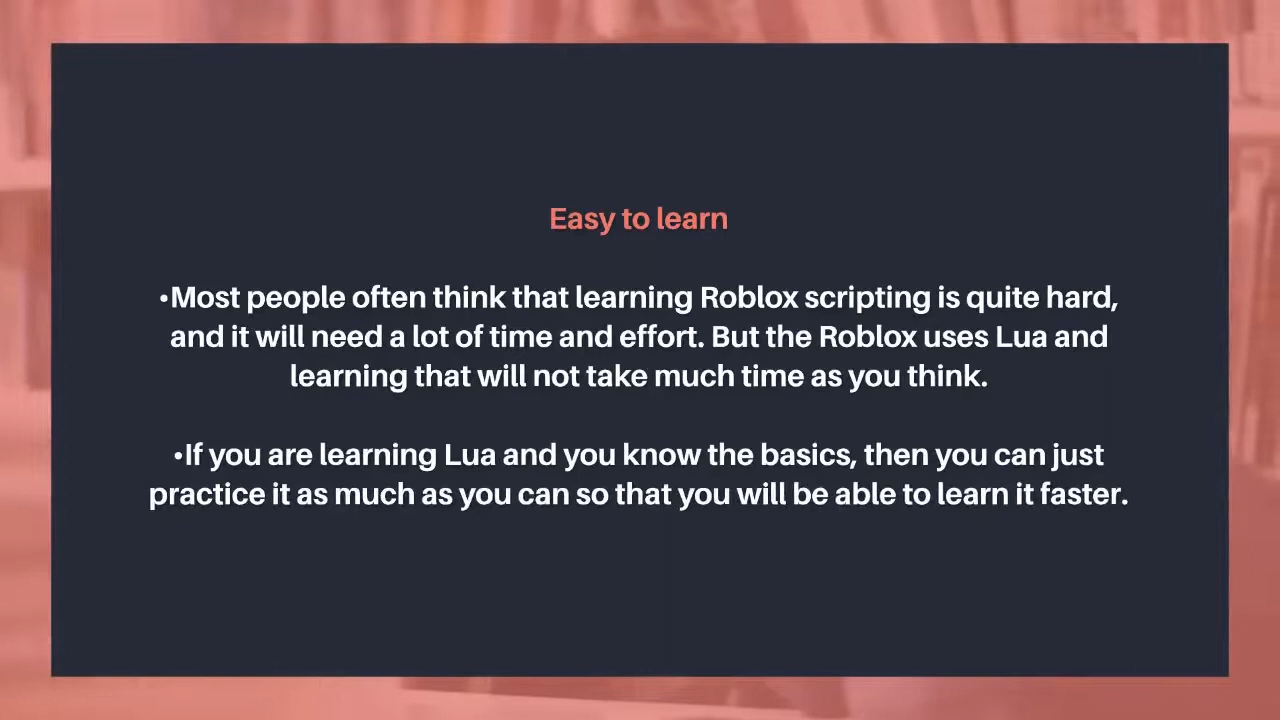 Easy to learn
•Most people often think that learning Roblox scripting is quite hard,
and it will need a lot of time and effort. But the Roblox uses Lua and
learning that will not take much time as you think.
•If you are learning Lua and you know the basics, then you can just
practice it as much as you can so that you will be able to learn it faster.